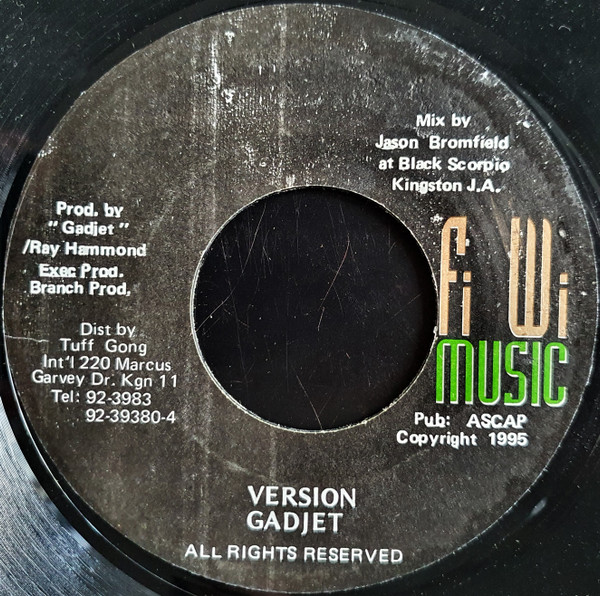 Mix by
Jason Bromfield
at Black Scorpio
Kingston J.A.
Prod. by
"Gadjet"
/Ray Hammond
Exec Prod.
Branch Prod,
Dist by
Tuff Gong
Int'l 220 Marcus
Garvey Dr. Kgn 11
Tel: 92-3983
92-39380-4
Fi Wi
MUSIC
Pub: ASCAP
Copyright 1995
VERSION
GADJET
ALL RIGHTS RESERVED